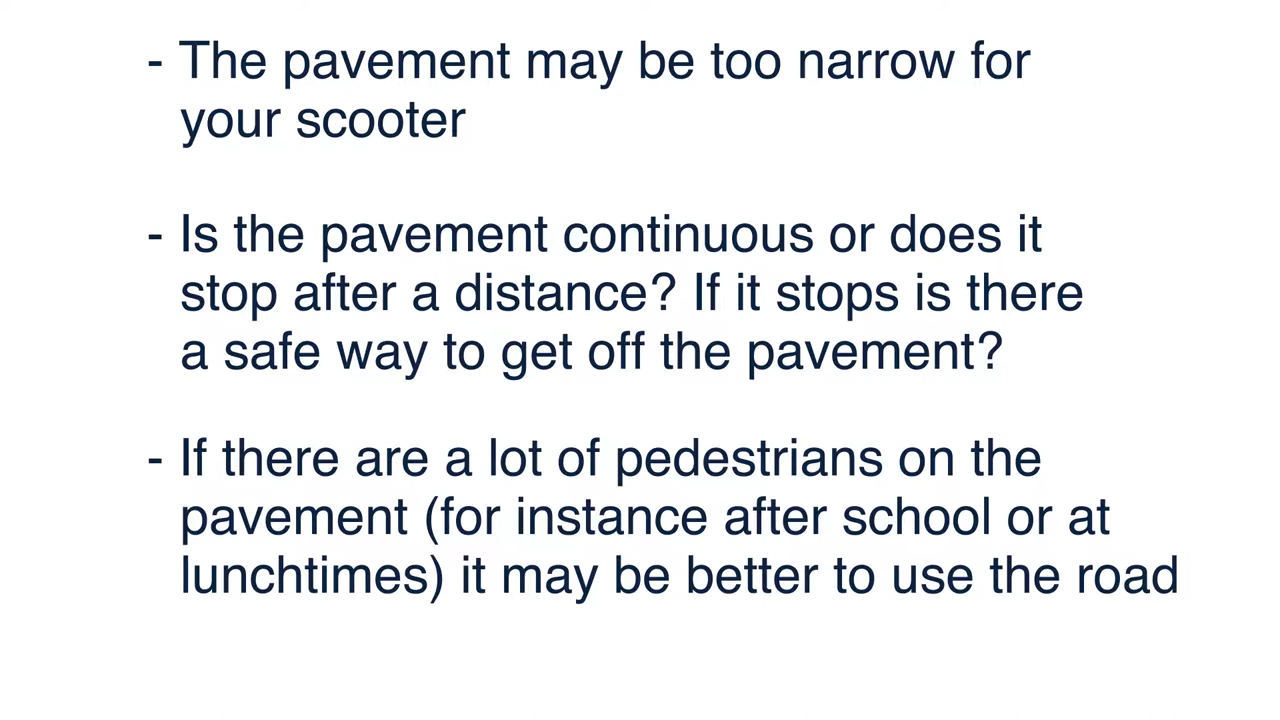 - The pavement may be too narrow for
your scooter
- Is the pavement continuous or does it
stop after a distance? If it stops is there
a safe way to get off the pavement?
- If there are a lot of pedestrians on the
pavement (for instance after school or at
lunchtimes) it may be better to use the road